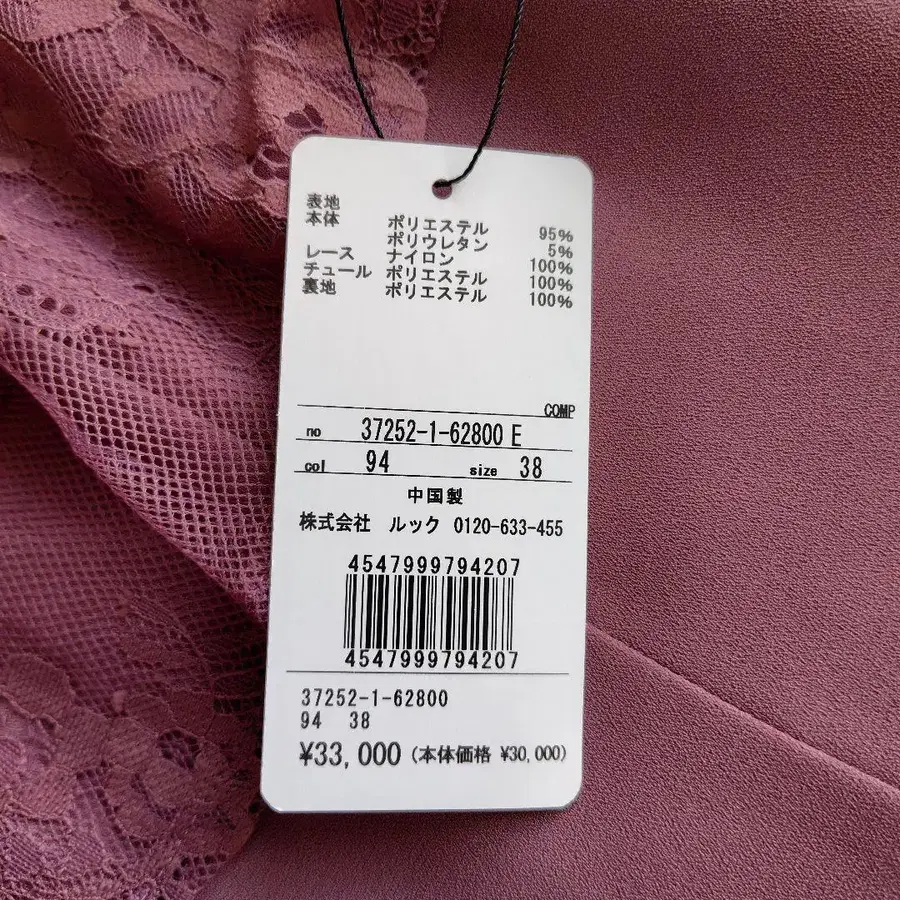 表地
本体 ポリエステル 95%
ポリウレタン 5%
レース ナイロン 100%
チュール ポリエステル 100%
裏地 ポリエステル 100%
COMP
no 37252-1-62800 E
col 94 size 38
中国製
株式会社 ルック 0120-633-455
4547999794207
4547999794207
37252-1-62800
94 38
¥33,000 (本体価格 ¥30,000)